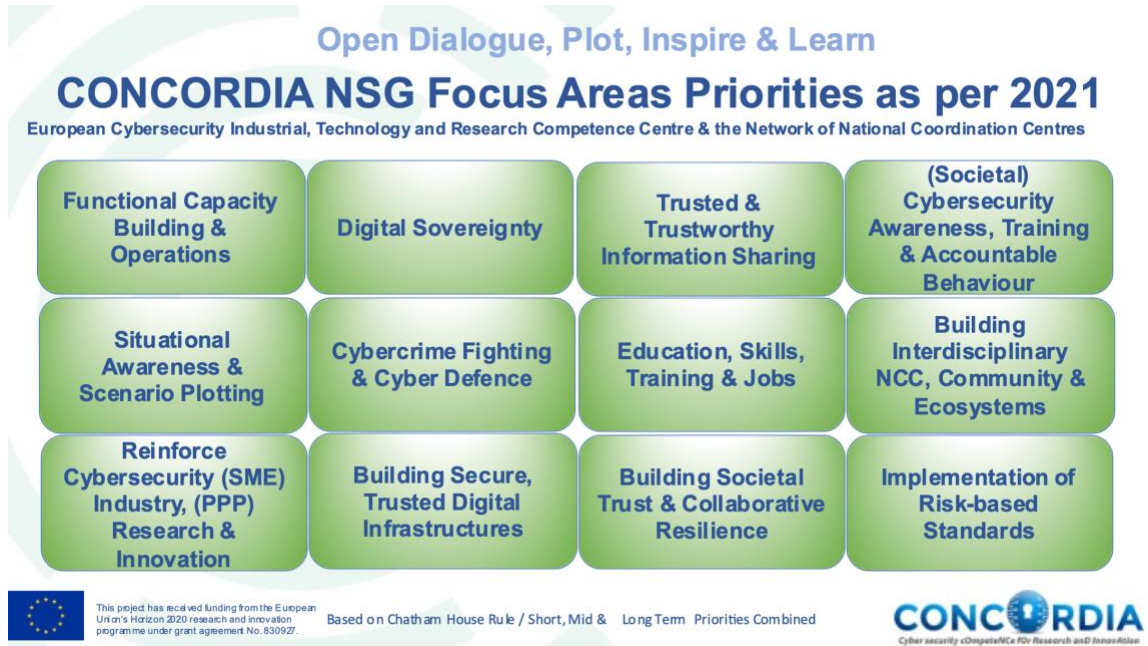 Open Dialogue, Plot, Inspire & Learn
CONCORDIA NSG Focus Areas Priorities as per 2021
European Cybersecurity Industrial, Technology and Research Competence Centre & the Network of National Coordination Centres
Functional Capacity
Building &
Operations
Digital Sovereignty
Trusted &
Trustworthy
Information Sharing
(Societal)
Cybersecurity
Awareness, Training
& Accountable
Behaviour
Situational
Awareness &
Scenario Plotting
Cybercrime Fighting
& Cyber Defence
Education, Skills,
Training & Jobs
Building
Interdisciplinary
NCC, Community &
Ecosystems
Reinforce
Cybersecurity (SME)
Industry, (PPP)
Research &
Innovation
Building Secure,
Trusted Digital
Infrastructures
Building Societal
Trust & Collaborative
Resilience
Implementation of
Risk-based
Standards
This project has received funding from the European
Union's Horizon 2020 research and innovation
programme under grant agreement No. 830927.
Based on Chatham House Rule / Short, Mid & Long Term Priorities Combined
CONCORDIA
Cyber security cOmpeteNCe fOr Research anD InnovAtion